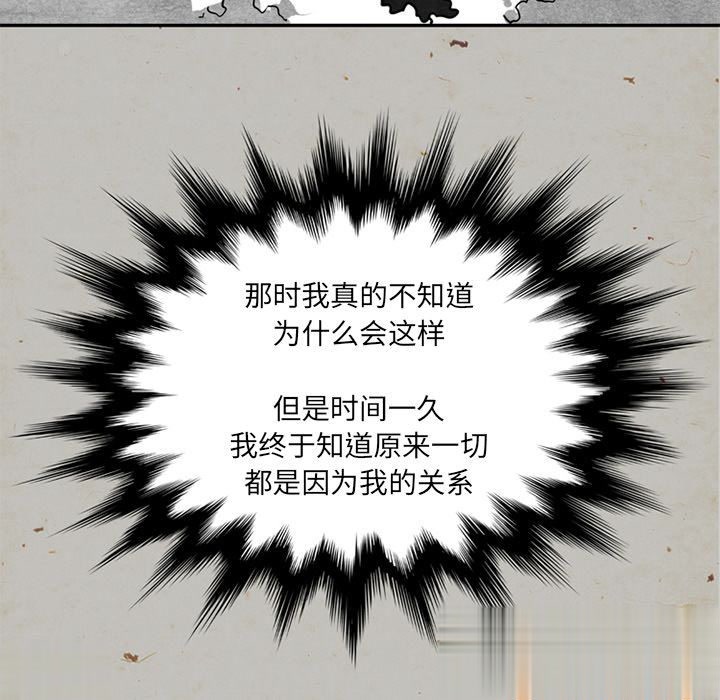 那时我真的不知道
为什么会这样
但是时间一久
我终于知道原来一切
都是因为我的关系